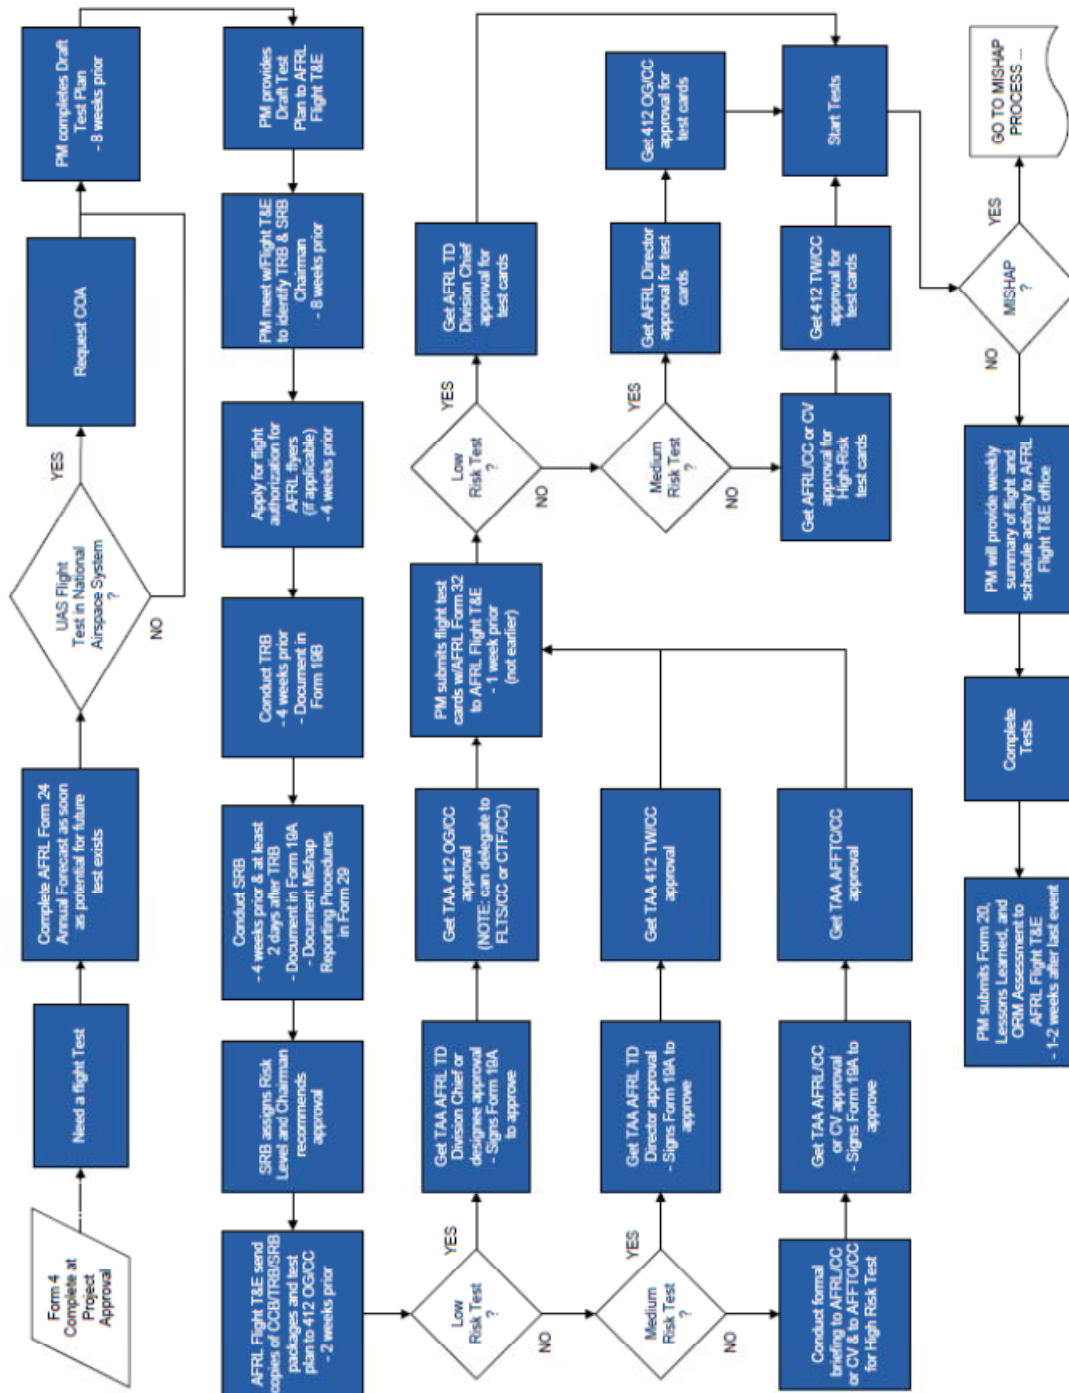 Form 4
Complete at
Project
Approval
Need a flight Test
Complete AFRL Form 24
Annual Forecast as soon
as potential for future
test exists
UAS Flight
Test in National
Airspace System
?
YES
NO
Request COA
PM completes Draft
Test Plan
- 8 weeks prior
PM provides
Draft Test
Plan to AFRL
Flight T&E
PM meet w/Flight T&E
to identify TRB & SRB
Chairman
- 8 weeks prior
Apply for flight
authorization for
AFRL flyers
(if applicable)
- 4 weeks prior
Conduct TRB
- 4 weeks prior
- Document in
Form 19B
Conduct SRB
- 4 weeks prior & at least
2 days after TRB
- Document in Form 19A
- Document Mishap
Reporting Procedures
in Form 29
SRB assigns Risk
Level and Chairman
recommends
approval
AFRL Flight T&E send
copies of CCB/TRB/SRB
packages and test
plan to 412 OG/CC
- 2 weeks prior
Low
Risk Test
?
YES
NO
Get TAA AFRL TD
Division Chief or
designee approval
- Signs Form 19A
to approve
Get TAA 412 OG/CC
approval
(NOTE: can delegate to
FLTS/CC or CTF/CC)
PM submits flight test
cards w/AFRL Form 32
to AFRL Flight T&E
- 1 week prior
(not earlier)
Low
Risk Test
?
YES
NO
Get AFRL TD
Division Chief
approval for
test cards
Medium
Risk Test
?
YES
NO
Get TAA AFRL TD
Director approval
- Signs Form 19A to
approve
Get TAA 412 TW/CC
approval
Medium
Risk Test
?
YES
NO
Get AFRL Director
approval for test
cards
Get 412 OG/CC
approval for
test cards
Conduct formal
briefing to AFRL/CC
or CV & to AFFTC/CC
for High Risk Test
Get TAA AFRL/CC
or CV approval
- Signs Form 19A to
approve
Get TAA AFFTC/CC
approval
Get AFRL/CC or CV
approval for
High-Risk
test cards
Get 412 TW/CC
approval for
test cards
Start Tests
MISHAP
?
YES
NO
GO TO MISHAP
PROCESS ...
PM will provide weekly
summary of flight and
schedule activity to AFRL
Flight T&E office
Complete
Tests
PM submits Form 20,
Lessons Learned, and
ORM Assessment to
AFRL Flight T&E
- 1-2 weeks after last event